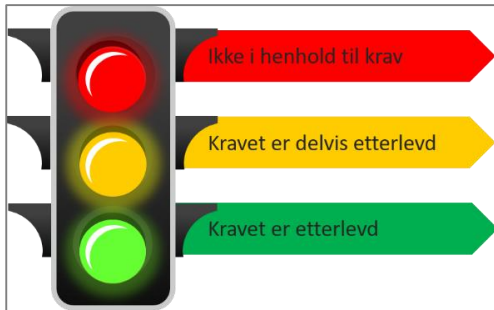 Ikke i henhold til krav
Kravet er delvis etterlevd
Kravet er etterlevd